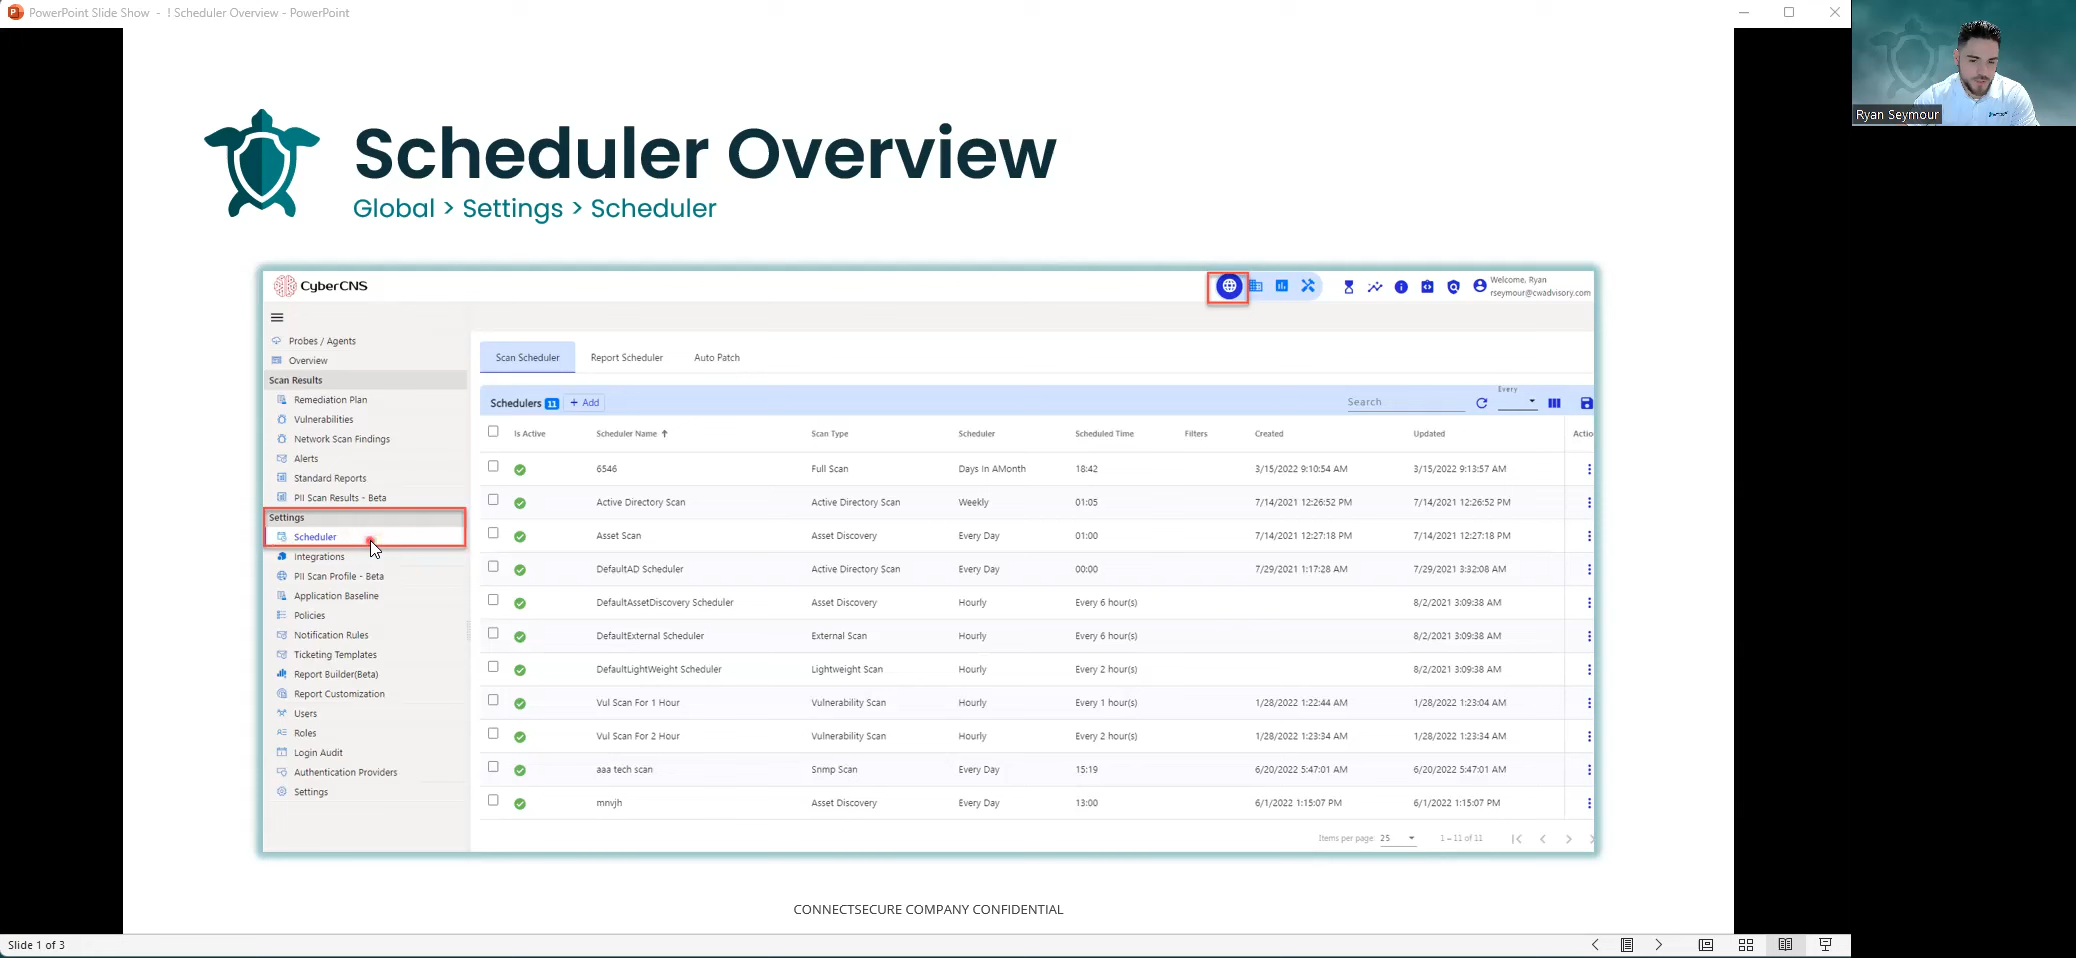 PowerPoint Slide Show - ! Scheduler Overview - PowerPoint
Ryan Seymour
Scheduler Overview
Global > Settings > Scheduler
CyberCNS
Welcome, Ryan
rseymour@cwadvisory.com
Probes / Agents
Overview
Scan Results
Remediation Plan
Vulnerabilities
Network Scan Findings
Alerts
Standard Reports
PII Scan Results - Beta
Settings
Scheduler
Integrations
PII Scan Profile - Beta
Application Baseline
Policies
Notification Rules
Ticketing Templates
Report Builder(Beta)
Report Customization
Users
Roles
Login Audit
Authentication Providers
Settings
Scan Scheduler Report Scheduler Auto Patch
Schedulers 11 + Add Search Every
Is Active Scheduler Name Scan Type Scheduler Scheduled Time Filters Created Updated Actio
6546 Full Scan Days In AMonth 18:42 3/15/2022 9:10:54 AM 3/15/2022 9:13:57 AM
Active Directory Scan Active Directory Scan Weekly 01:05 7/14/2021 12:26:52 PM 7/14/2021 12:26:52 PM
Asset Scan Asset Discovery Every Day 01:00 7/14/2021 12:27:18 PM 7/14/2021 12:27:18 PM
DefaultAD Scheduler Active Directory Scan Every Day 00:00 7/29/2021 1:17:28 AM 7/29/2021 3:32:08 AM
DefaultAssetDiscovery Scheduler Asset Discovery Hourly Every 6 hour(s) 8/2/2021 3:09:38 AM
DefaultExternal Scheduler External Scan Hourly Every 6 hour(s) 8/2/2021 3:09:38 AM
DefaultLightWeight Scheduler Lightweight Scan Hourly Every 2 hour(s) 8/2/2021 3:09:38 AM
Vul Scan For 1 Hour Vulnerability Scan Hourly Every 1 hour(s) 1/28/2022 1:22:44 AM 1/28/2022 1:23:04 AM
Vul Scan For 2 Hour Vulnerability Scan Hourly Every 2 hour(s) 1/28/2022 1:23:34 AM 1/28/2022 1:23:34 AM
aaa tech scan Snmp Scan Every Day 15:19 6/20/2022 5:47:01 AM 6/20/2022 5:47:01 AM
mnvjh Asset Discovery Every Day 13:00 6/1/2022 1:15:07 PM 6/1/2022 1:15:07 PM
Items per page 25 1 – 11 of 11
CONNECTSECURE COMPANY CONFIDENTIAL
Slide 1 of 3